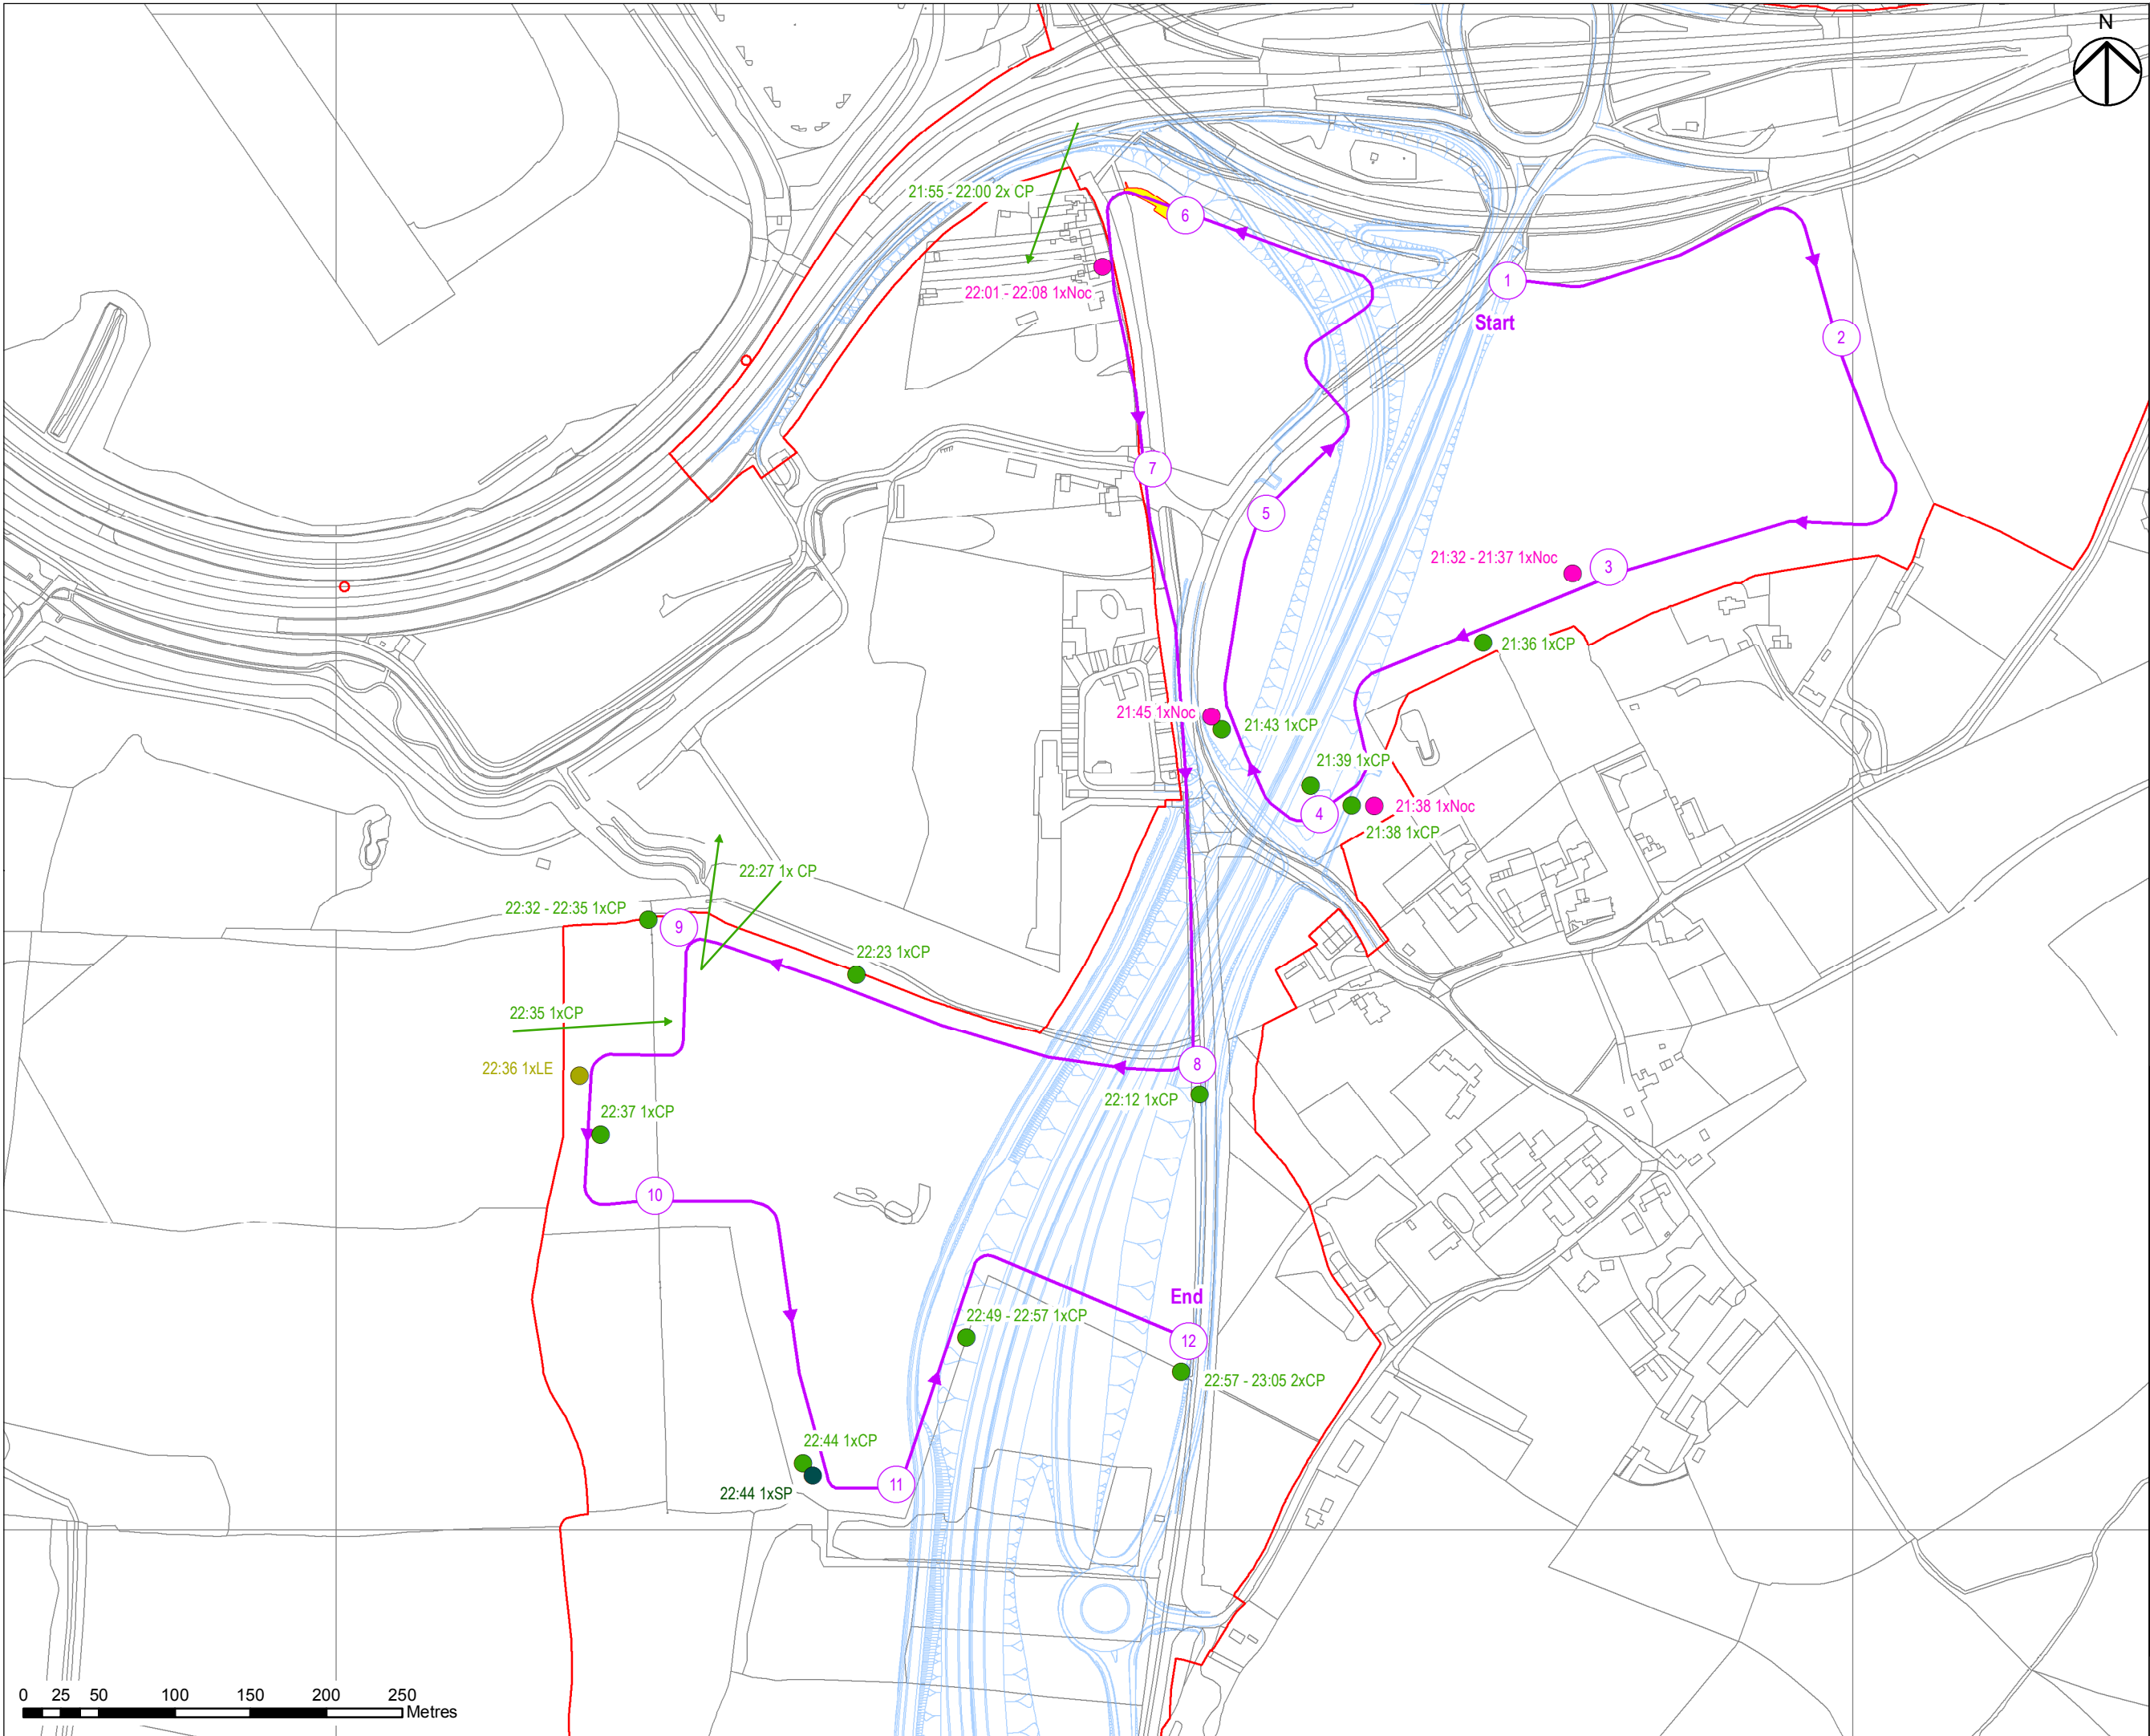 N
21:55 - 22:00 2x CP
6
22:01 - 22:08 1xNoc
1
Start
2
7
5
21:32 - 21:37 1xNoc
3
21:36 1xCP
21:45 1xNoc
21:43 1xCP
21:39 1xCP
4
21:38 1xNoc
21:38 1xCP
22:27 1x CP
22:32 - 22:35 1xCP
9
22:23 1xCP
22:35 1xCP
22:36 1xLE
8
22:12 1xCP
22:37 1xCP
10
End
22:49 - 22:57 1xCP
12
22:57 - 23:05 2xCP
22:44 1xCP
11
22:44 1xSP
0 25 50 100 150 200 250
Metres